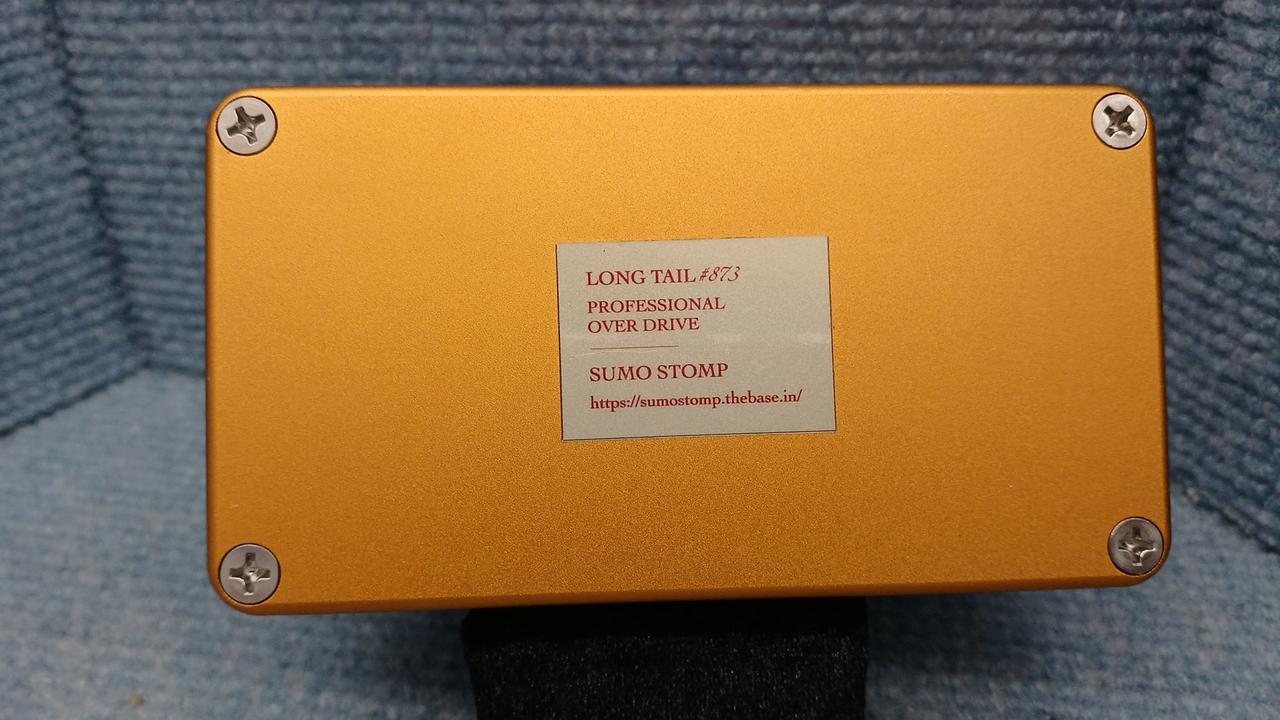 LONG TAIL #873
PROFESSIONAL
OVER DRIVE
SUMO STOMP
https://sumostomp.thebase.in/